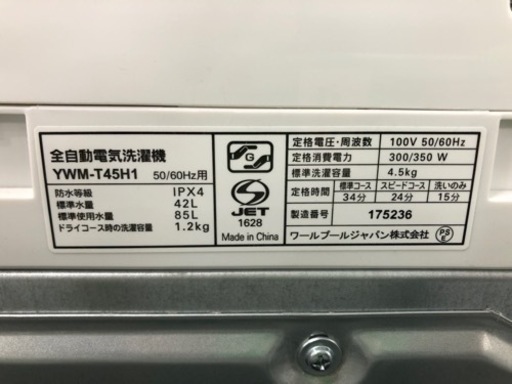 全自動電気洗濯機
YWM-T45H1 50/60Hz用
防水等級 IPX4
標準水量 42L
標準使用水量 85L
ドライコース時の洗濯容量 1.2kg
G
JET
1628
Made in China
定格電圧・周波数 100V 50/60Hz
定格消費電力 300/350 W
標準洗濯容量 4.5kg
定格時間 標準コース スピードコース 洗いのみ
34分 24分 15分
製造番号 175236
ワールプールジャパン株式会社
PS
E